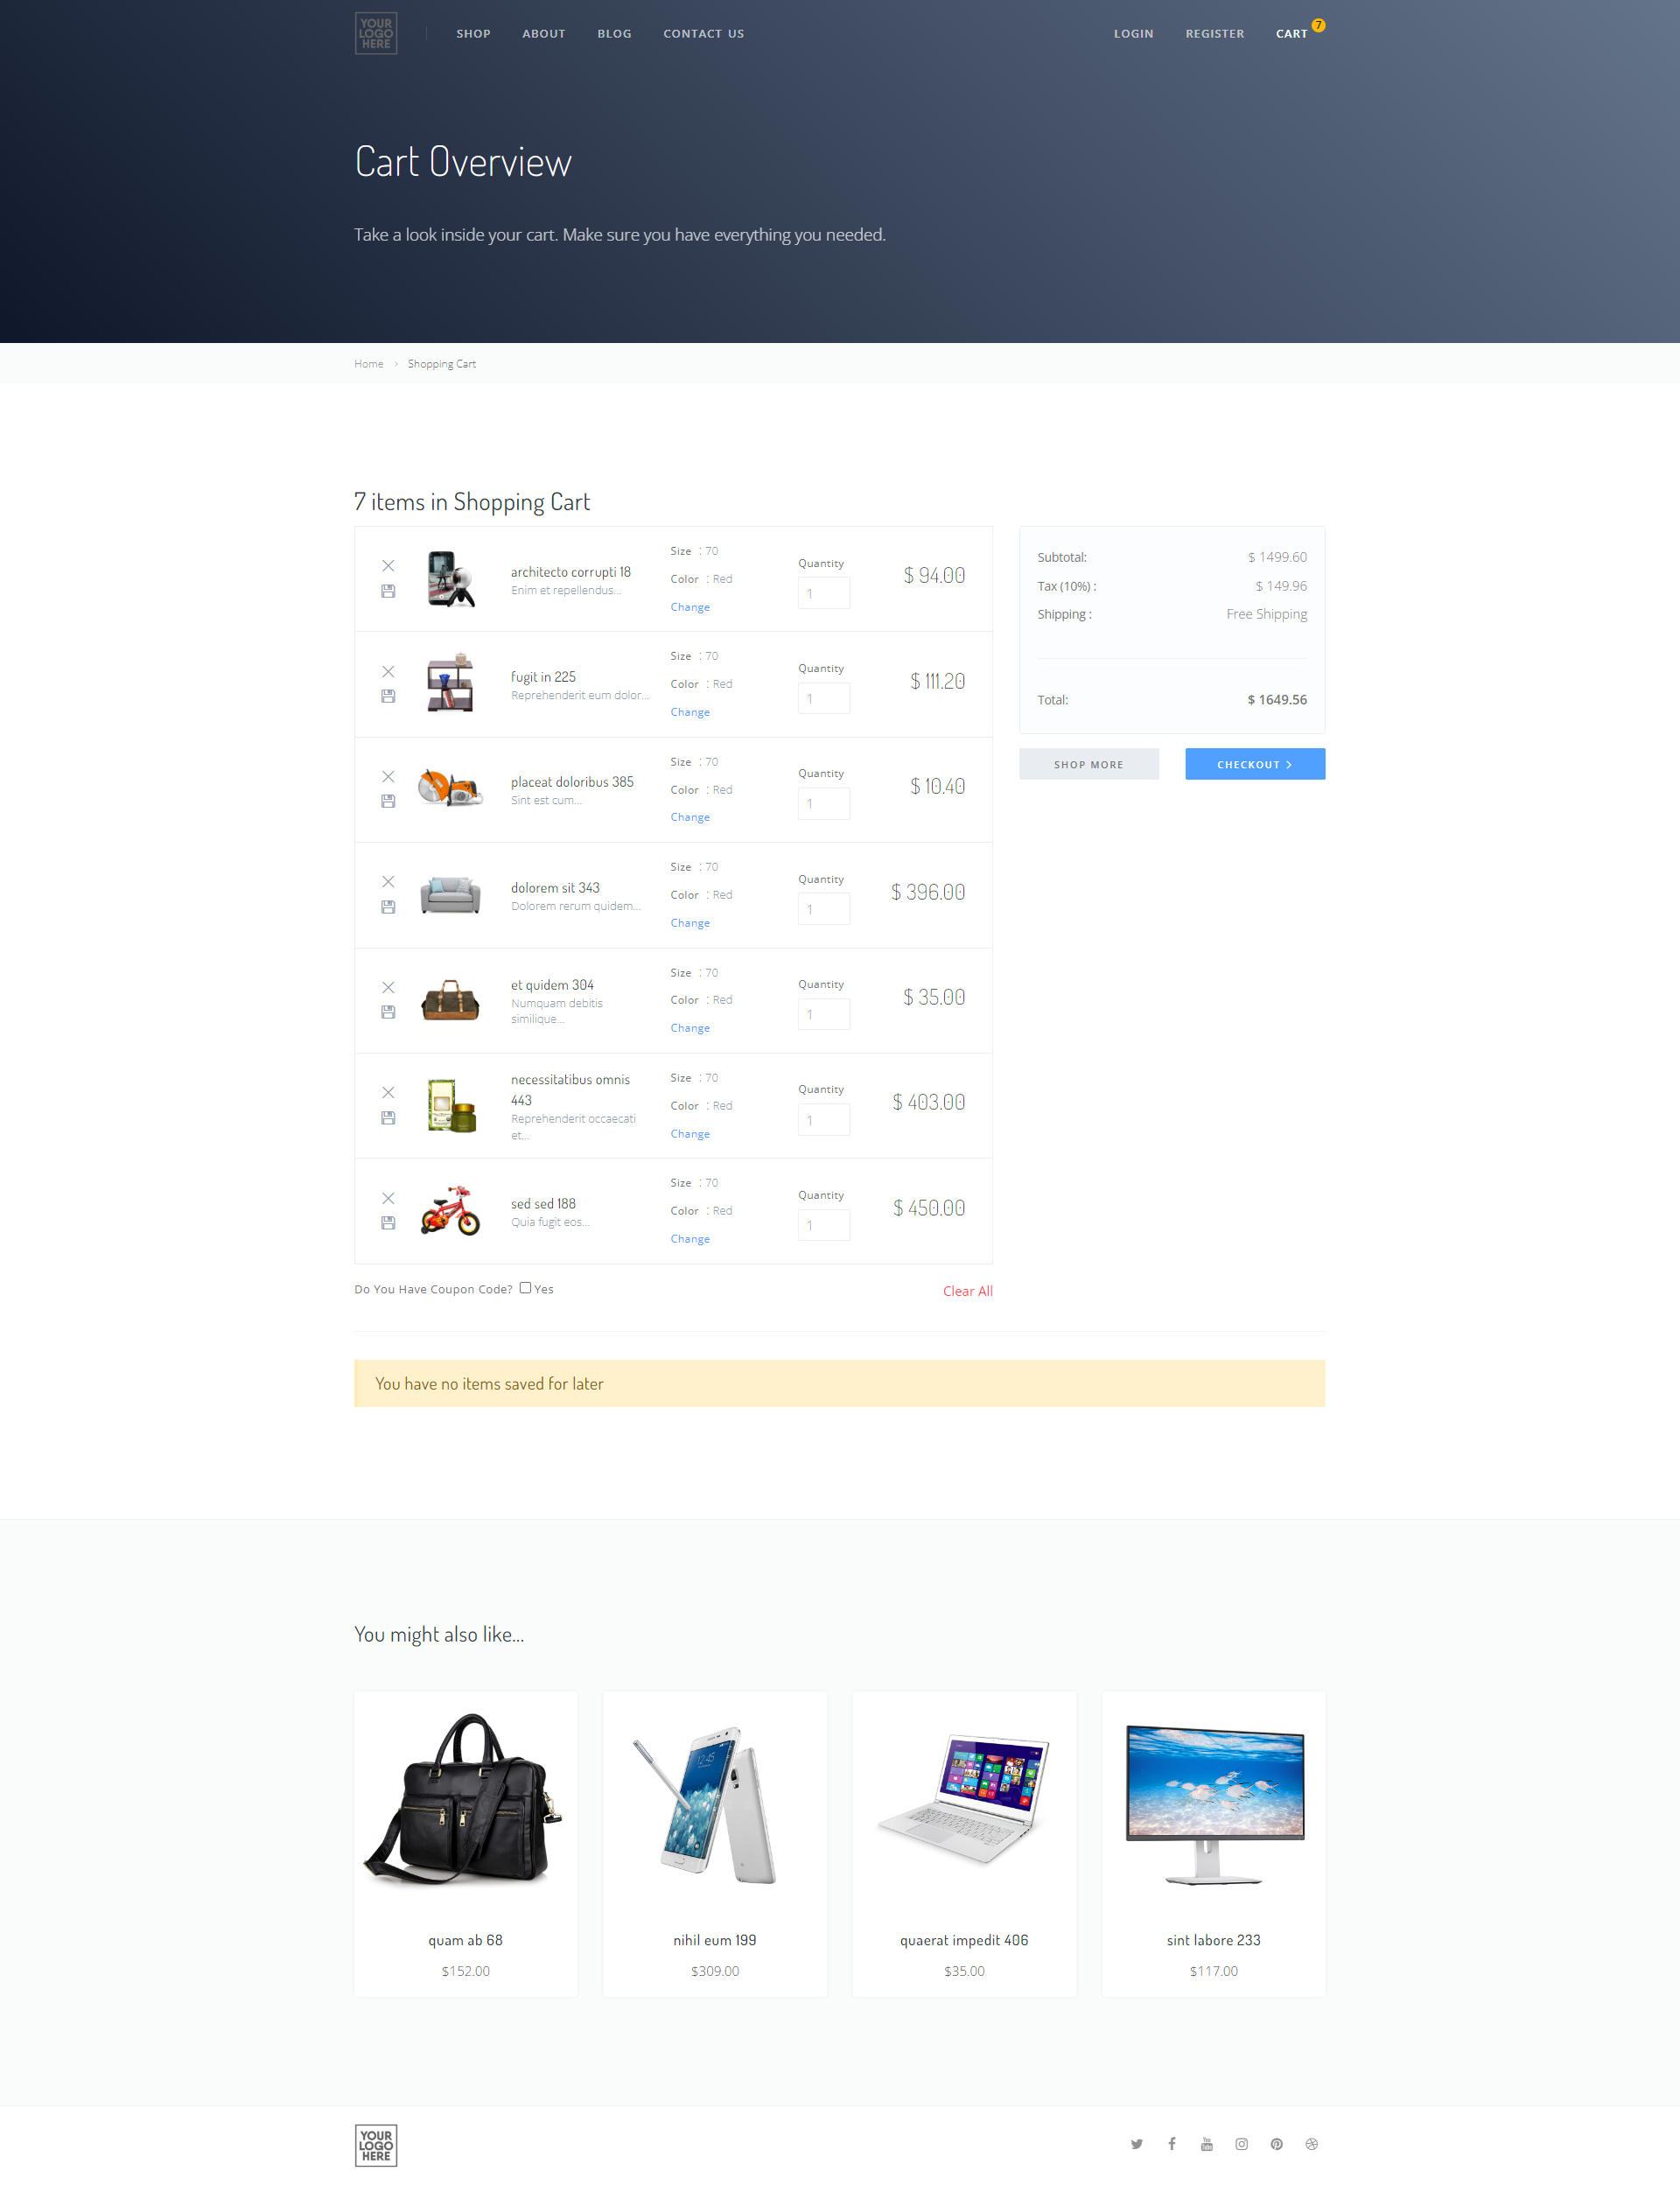 YOUR
LOGO
HERE
SHOP ABOUT BLOG CONTACT US LOGIN REGISTER CART 7
Cart Overview
Take a look inside your cart. Make sure you have everything you needed.
Home > Shopping Cart
7 items in Shopping Cart
architecto corrupti 18
Enim et repellendus...
Size : 70
Color : Red
Change
Quantity
1
$ 94.00
fugit in 225
Reprehenderit eum dolor...
Size : 70
Color : Red
Change
Quantity
1
$ 111.20
placeat doloribus 385
Sint est cum...
Size : 70
Color : Red
Change
Quantity
1
$ 10.40
dolorem sit 343
Dolorem rerum quidem...
Size : 70
Color : Red
Change
Quantity
1
$ 396.00
et quidem 304
Numquam debitis
similique...
Size : 70
Color : Red
Change
Quantity
1
$ 35.00
necessitatibus omnis
443
Reprehenderit occaecati
et...
Size : 70
Color : Red
Change
Quantity
1
$ 403.00
sed sed 188
Quia fugit eos...
Size : 70
Color : Red
Change
Quantity
1
$ 450.00
Subtotal: $ 1499.60
Tax (10%) : $ 149.96
Shipping : Free Shipping
Total: $ 1649.56
SHOP MORE
CHECKOUT >
Do You Have Coupon Code? Yes
Clear All
You have no items saved for later
You might also like...
12:45
quam ab 68
$152.00
nihil eum 199
$309.00
quaerat impedit 406
$35.00
sint labore 233
$117.00
YOUR
LOGO
HERE